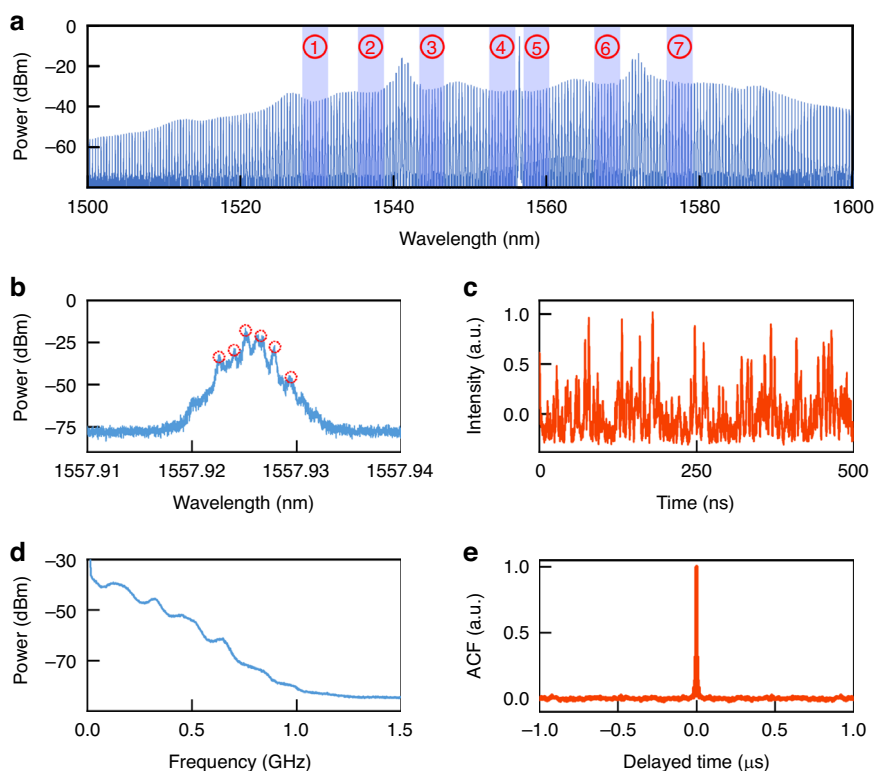 a
0
−20
−40
−60
Power (dBm)
① ② ③ ④ ⑤ ⑥ ⑦
1500 1520 1540 1560 1580 1600
Wavelength (nm)
b
0
−25
−50
−75
Power (dBm)
1557.91 1557.92 1557.93 1557.94
Wavelength (nm)
c
1.0
0.5
0.0
Intensity (a.u.)
0 250 500
Time (ns)
d
−30
−50
−70
Power (dBm)
0.0 0.5 1.0 1.5
Frequency (GHz)
e
1.0
0.5
0.0
ACF (a.u.)
−1.0 −0.5 0.0 0.5 1.0
Delayed time (μs)